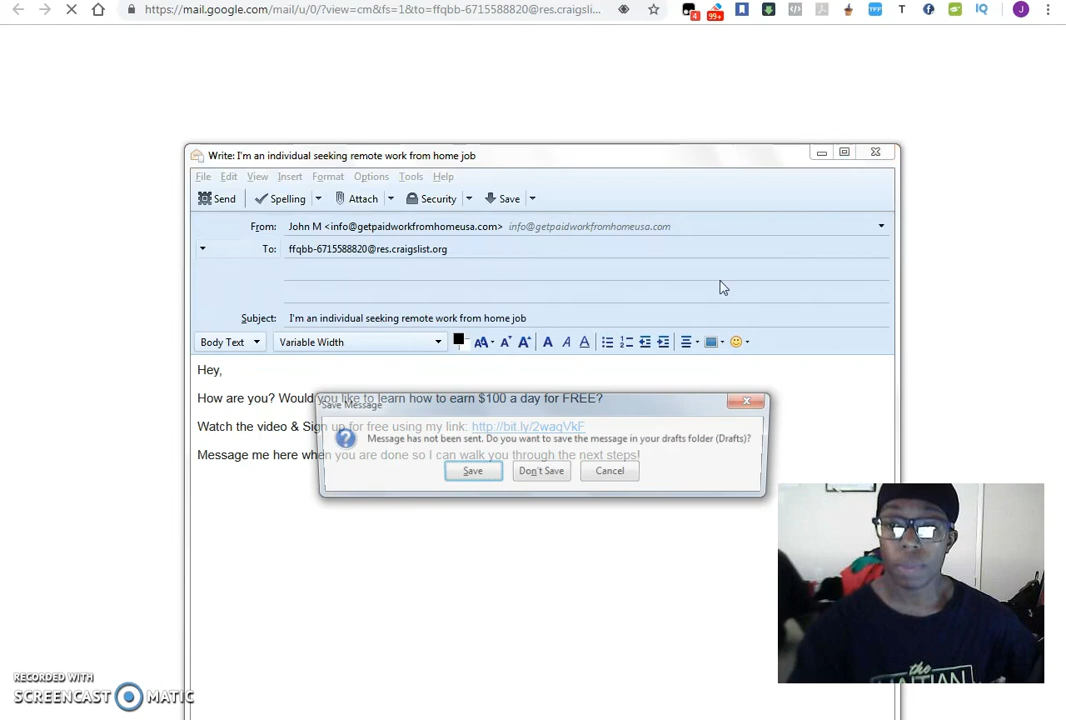 https://mail.google.com/mail/u/0/?view=cm&fs=1&to=ffqbb-6715588820@res.craigslis...
4
99+
TFF
T
IQ
J
Write: I'm an individual seeking remote work from home job
File Edit View Insert Format Options Tools Help
Send Spelling Attach Security Save
From: John M <info@getpaidworkfromhomeusa.com> info@getpaidworkfromhomeusa.com
To: ffqbb-6715588820@res.craigslist.org
Subject: I'm an individual seeking remote work from home job
Body Text Variable Width
Hey,
How are you? Would you like to learn how to earn $100 a day for FREE?
Save Message
Watch the video & Sign up for free using my link: http://bit.ly/2waqVkF
Message has not been sent. Do you want to save the message in your drafts folder (Drafts)?
Message me here when you are done so I can walk you through the next steps!
Save Don't Save Cancel
the
HAITIAN
RECORDED WITH
SCREENCAST MATIC